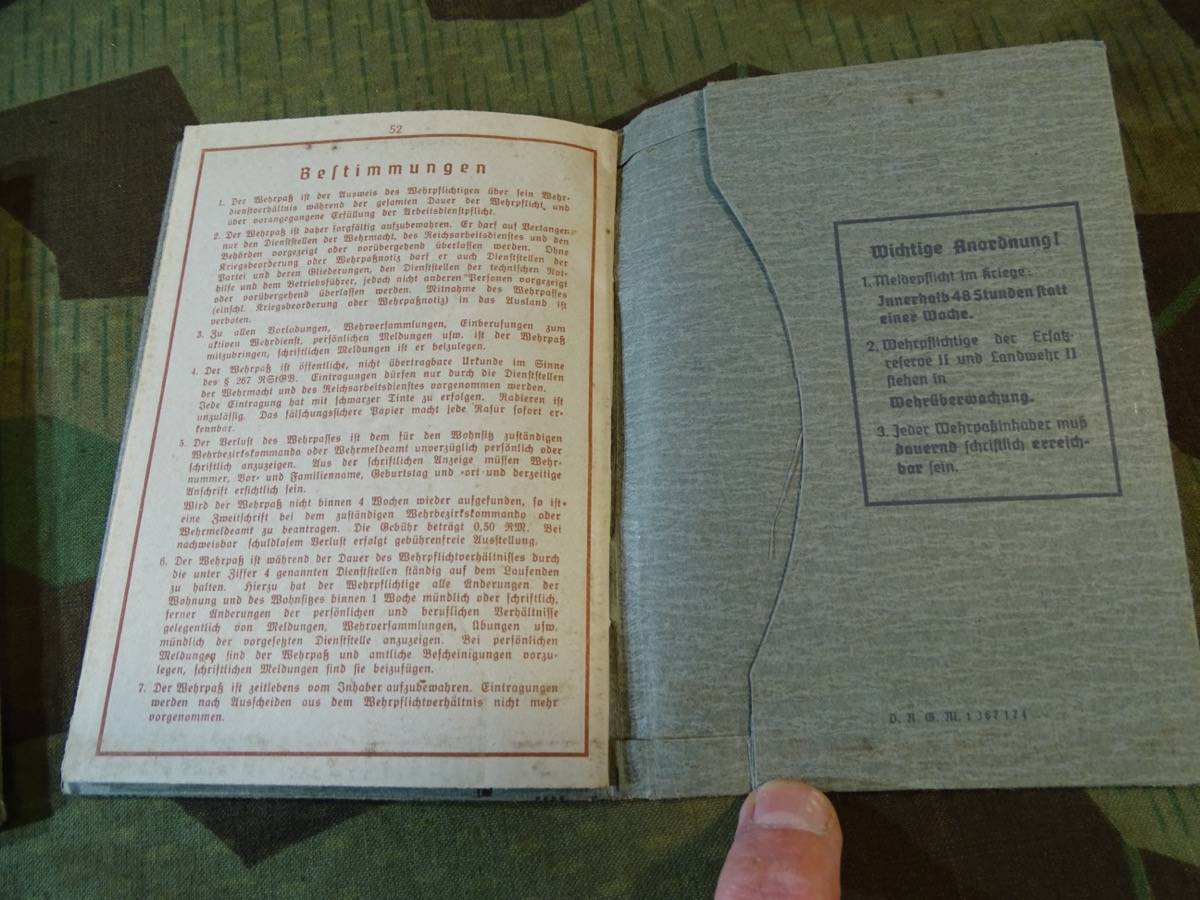 52
Bestimmungen
1. Der Wehrpaß ist der Ausweis des Wehrpflichtigen über sein Wehr-
dienstverhältnis während der gesamten Dauer der Wehrpflicht und
über vorangegangene Erfüllung der Arbeitsdienstpflicht.
2. Der Wehrpaß ist daher sorgfältig aufzubewahren. Er darf auf Verlangen
nur den Dienststellen der Wehrmacht, des Reichsarbeitsdienstes und den
Behörden vorgezeigt oder vorübergehend überlassen werden. Ohne
Kriegsbeorderung oder Wehrpaßnotiz darf er auch Dienststellen der
Partei und deren Gliederungen, den Dienststellen der technischen Not-
hilfe und dem Betriebsführer, jedoch nicht anderen Personen vorgezeigt
oder vorübergehend überlassen werden. Mitnahme des Wehrpasses
(einschl. Kriegsbeorderung oder Wehrpaßnotiz) in das Ausland ist
verboten.
3. Zu allen Vorladungen, Wehrversammlungen, Einberufungen zum
aktiven Wehrdienst, persönlichen Meldungen usw. ist der Wehrpaß
mitzubringen, schriftlichen Meldungen ist er beizulegen.
4. Der Wehrpaß ist öffentliche, nicht übertragbare Urkunde im Sinne
des § 267 RStGB. Eintragungen dürfen nur durch die Dienststellen
der Wehrmacht und des Reichsarbeitsdienstes vorgenommen werden.
Jede Eintragung hat mit schwarzer Tinte zu erfolgen. Radieren ist
unzulässig. Das fälschungssichere Papier macht jede Rasur sofort er-
kennbar.
5. Der Verlust des Wehrpasses ist dem für den Wohnsitz zuständigen
Wehrbezirkskommando oder Wehrmeldeamt unverzüglich persönlich oder
schriftlich anzuzeigen. Aus der schriftlichen Anzeige müssen Wehr-
nummer, Vor- und Familienname, Geburtstag und -ort und derzeitige
Anschrift ersichtlich sein.
Wird der Wehrpaß nicht binnen 4 Wochen wieder aufgefunden, so ist
eine Zweitschrift bei dem zuständigen Wehrbezirkskommando oder
Wehrmeldeamt zu beantragen. Die Gebühr beträgt 0,50 RM. Bei
nachweisbar schuldlosem Verlust erfolgt gebührenfreie Ausstellung.
6. Der Wehrpaß ist während der Dauer des Wehrpflichtverhältnisses durch
die unter Ziffer 4 genannten Dienststellen ständig auf dem Laufenden
zu halten. Hierzu hat der Wehrpflichtige alle Änderungen der
Wohnung und des Wohnsitzes binnen 1 Woche mündlich oder schriftlich,
ferner Änderungen der persönlichen und beruflichen Verhältnisse
gelegentlich von Meldungen, Wehrversammlungen, Übungen usw.
mündlich der vorgesetzten Dienststelle anzuzeigen. Bei persönlichen
Meldungen sind der Wehrpaß und amtliche Bescheinigungen vorzu-
legen, schriftlichen Meldungen sind sie beizufügen.
7. Der Wehrpaß ist zeitlebens vom Inhaber aufzubewahren. Eintragungen
werden nach Ausscheiden aus dem Wehrpflichtverhältnis nicht mehr
vorgenommen.
Wichtige Anordnung!
1. Meldepflicht im Kriege:
Innerhalb 48 Stunden statt
einer Woche.
2. Wehrpflichtige der Ersatz-
reserve II und Landwehr II
stehen in
Wehrüberwachung.
3. Jeder Wehrpaßinhaber muß
dauernd schriftlich erreich-
bar sein.
D. R. G. M. 1367174